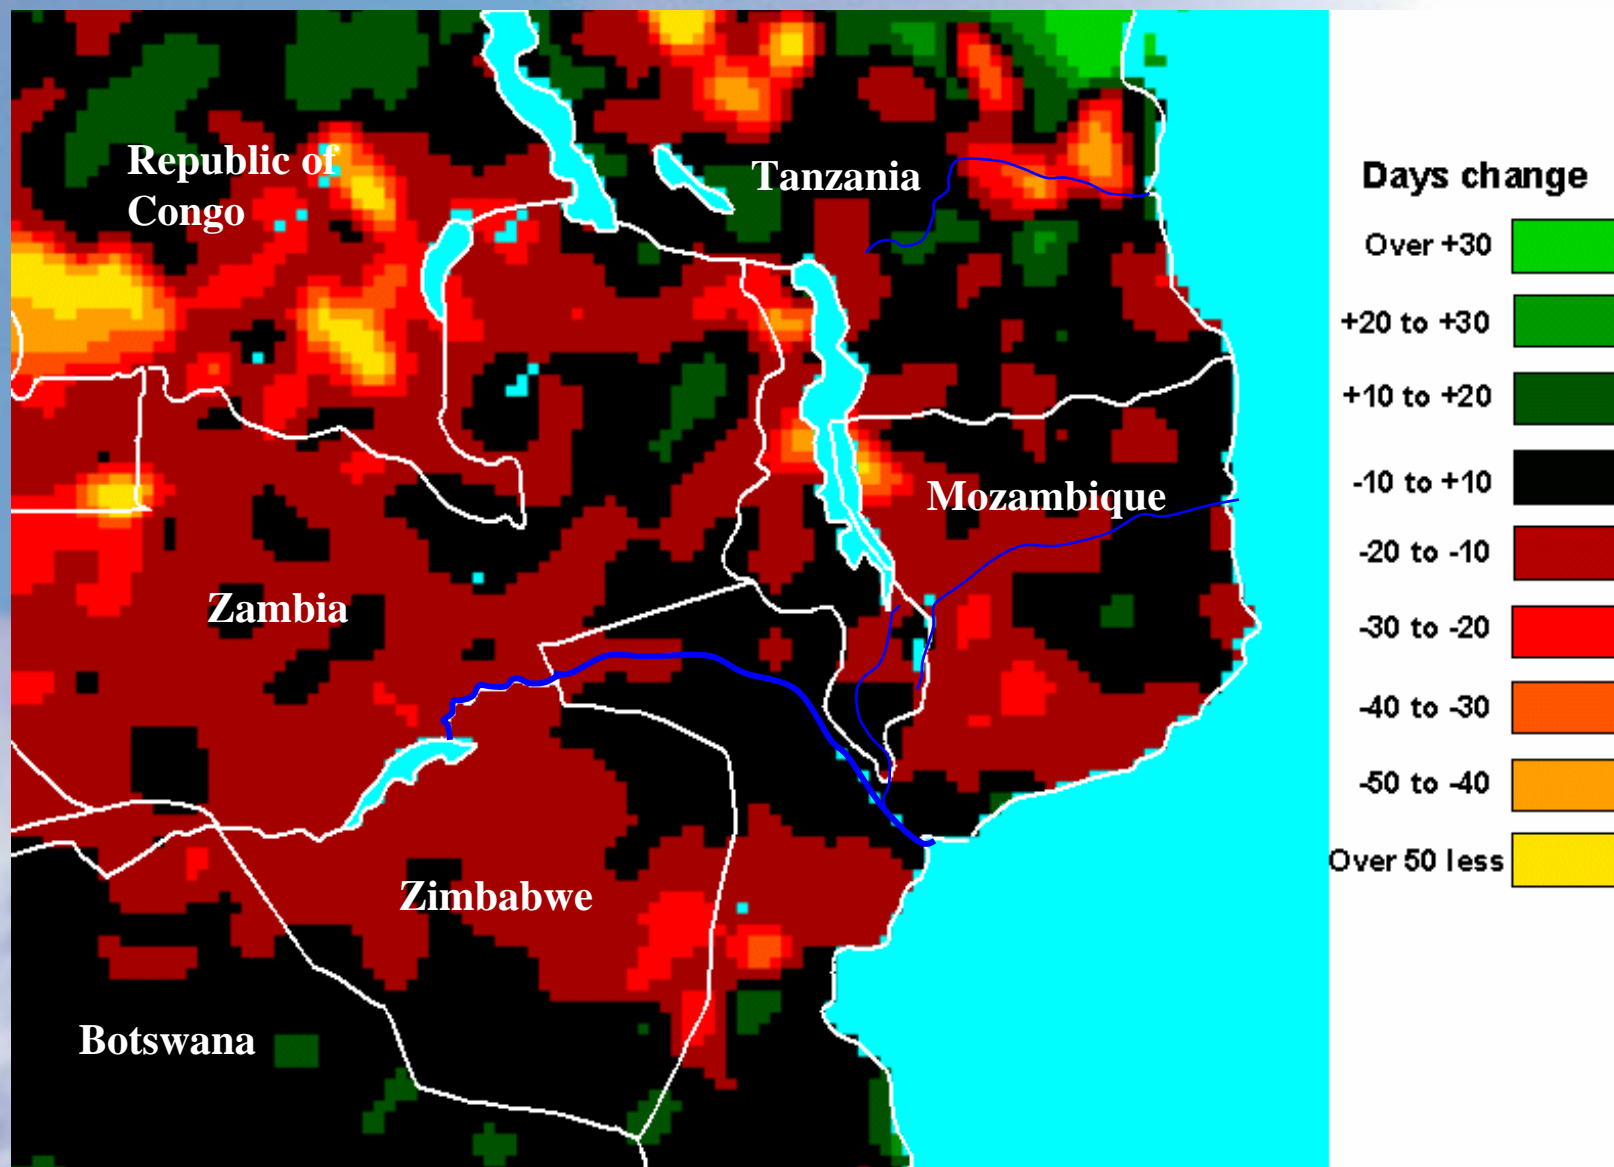 Republic of
Congo
Tanzania
Mozambique
Zambia
Zimbabwe
Botswana
Days change
Over +30
+20 to +30
+10 to +20
-10 to +10
-20 to -10
-30 to -20
-40 to -30
-50 to -40
Over 50 less